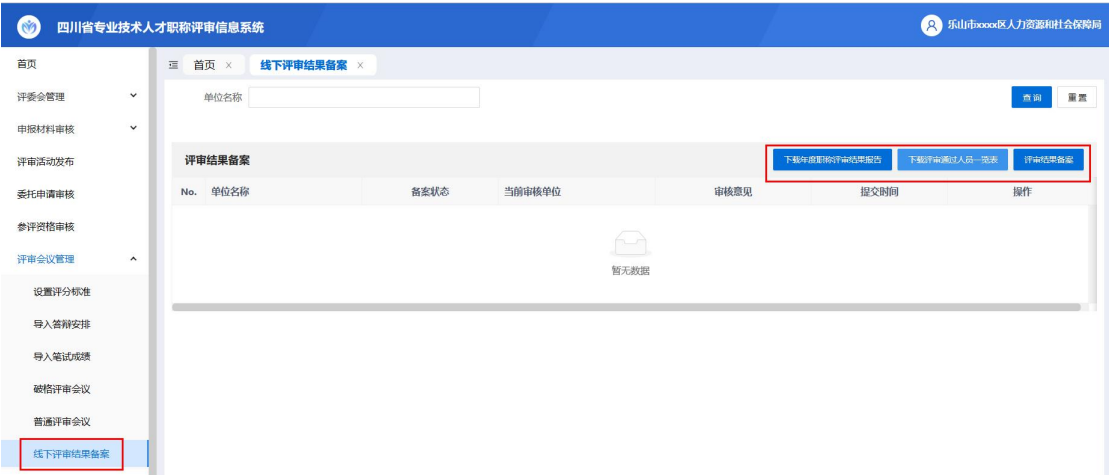 四川省专业技术人才职称评审信息系统
乐山市xxxx区人力资源和社会保障局
首页
首页 ×
线下评审结果备案 ×
评委会管理
单位名称
查询
重置
申报材料审核
评审活动发布
评审结果备案
下载年度职称评审结果报告
下载评审通过人员一览表
评审结果备案
委托申请审核
No. 单位名称 备案状态 当前审核单位 审核意见 提交时间 操作
参评资格审核
评审会议管理
暂无数据
设置评分标准
导入答辩安排
导入笔试成绩
破格评审会议
普通评审会议
线下评审结果备案